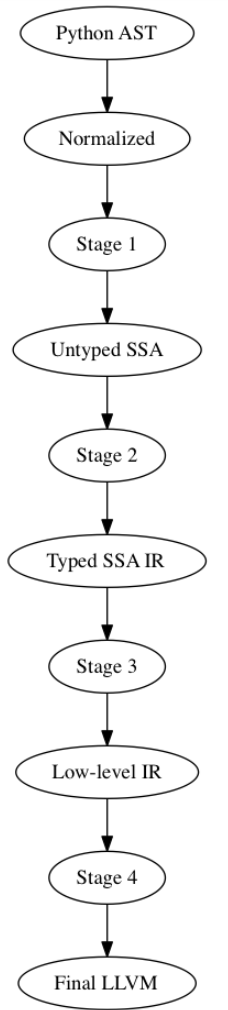 Python AST
Normalized
Stage 1
Untyped SSA
Stage 2
Typed SSA IR
Stage 3
Low-level IR
Stage 4
Final LLVM